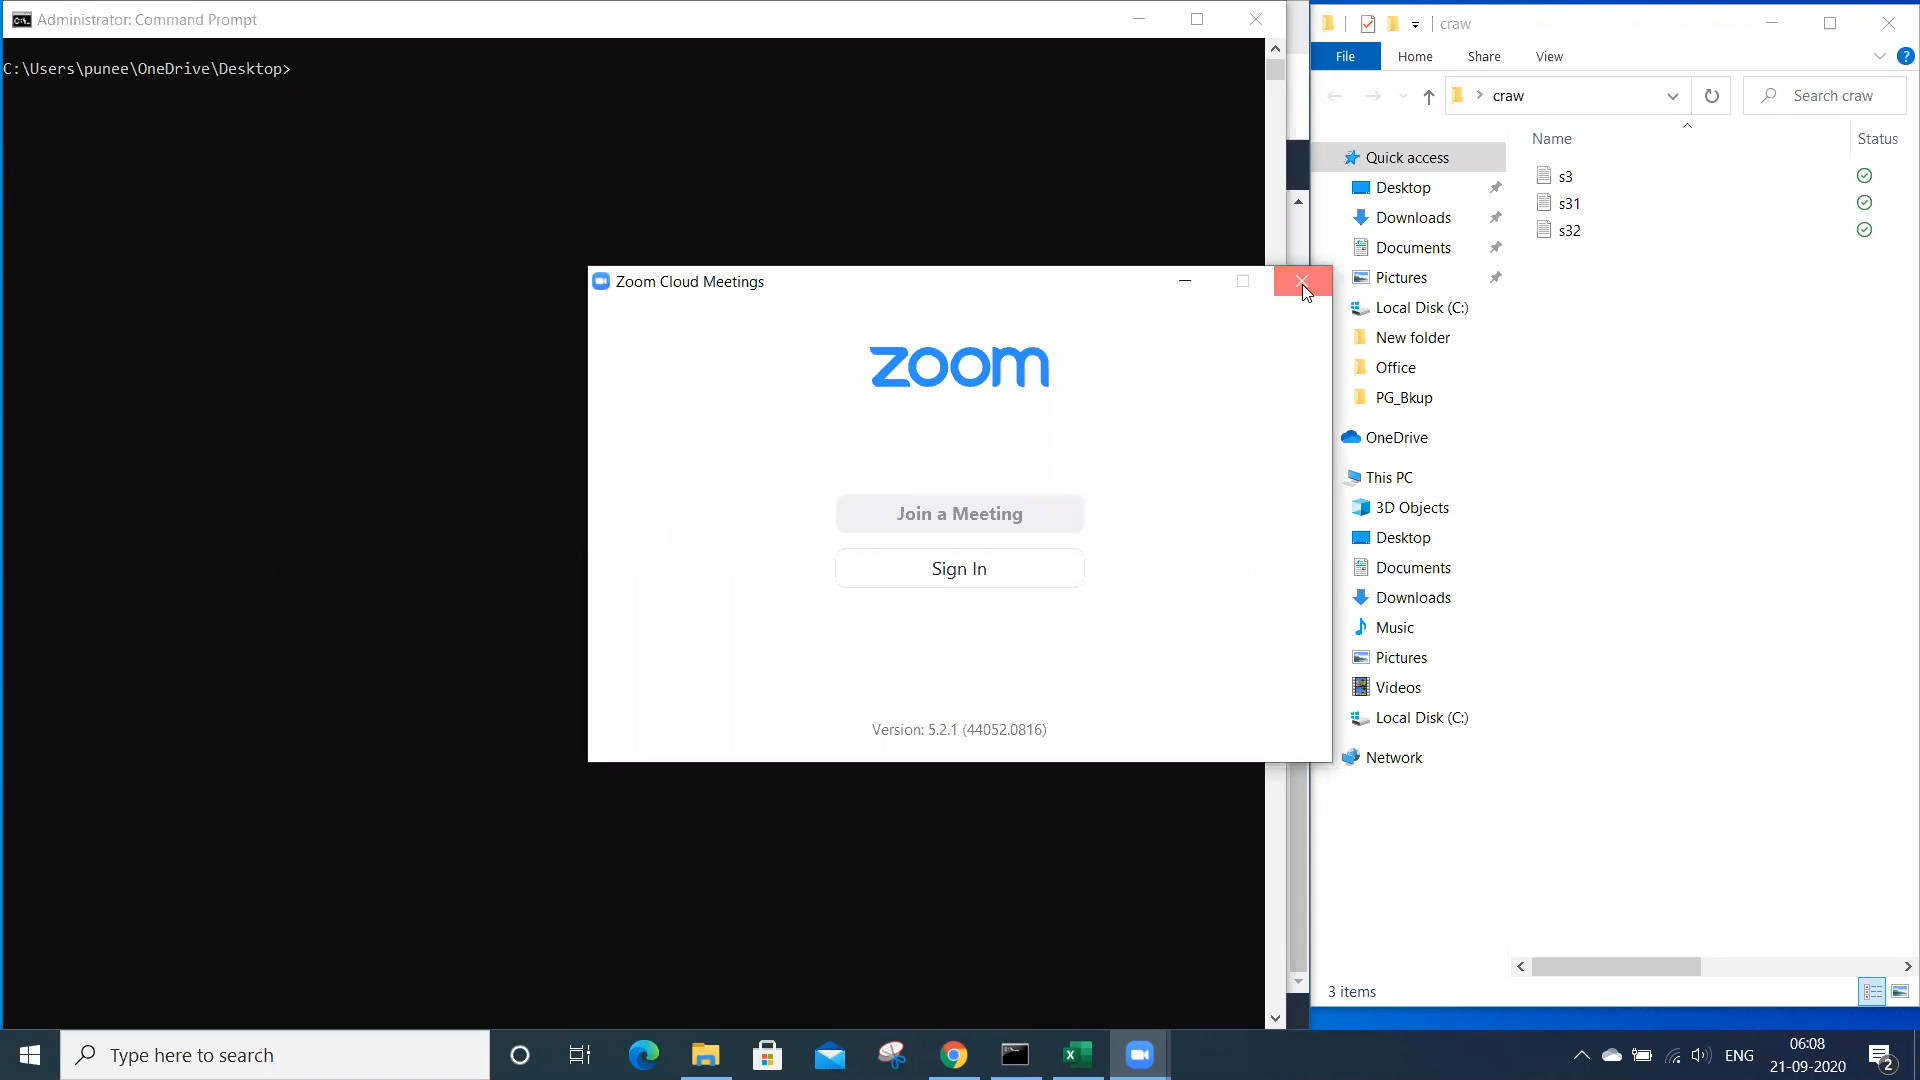 Administrator: Command Prompt
C:\Users\punee\OneDrive\Desktop>
craw
File
Home
Share
View
craw
Search craw
Name
Status
Quick access
Desktop
Downloads
Documents
Pictures
Local Disk (C:)
New folder
Office
PG_Bkup
OneDrive
This PC
3D Objects
Desktop
Documents
Downloads
Music
Pictures
Videos
Local Disk (C:)
Network
s3
s31
s32
3 items
Zoom Cloud Meetings
zoom
Join a Meeting
Sign In
Version: 5.2.1 (44052.0816)
Type here to search
ENG
06:08
21-09-2020
2